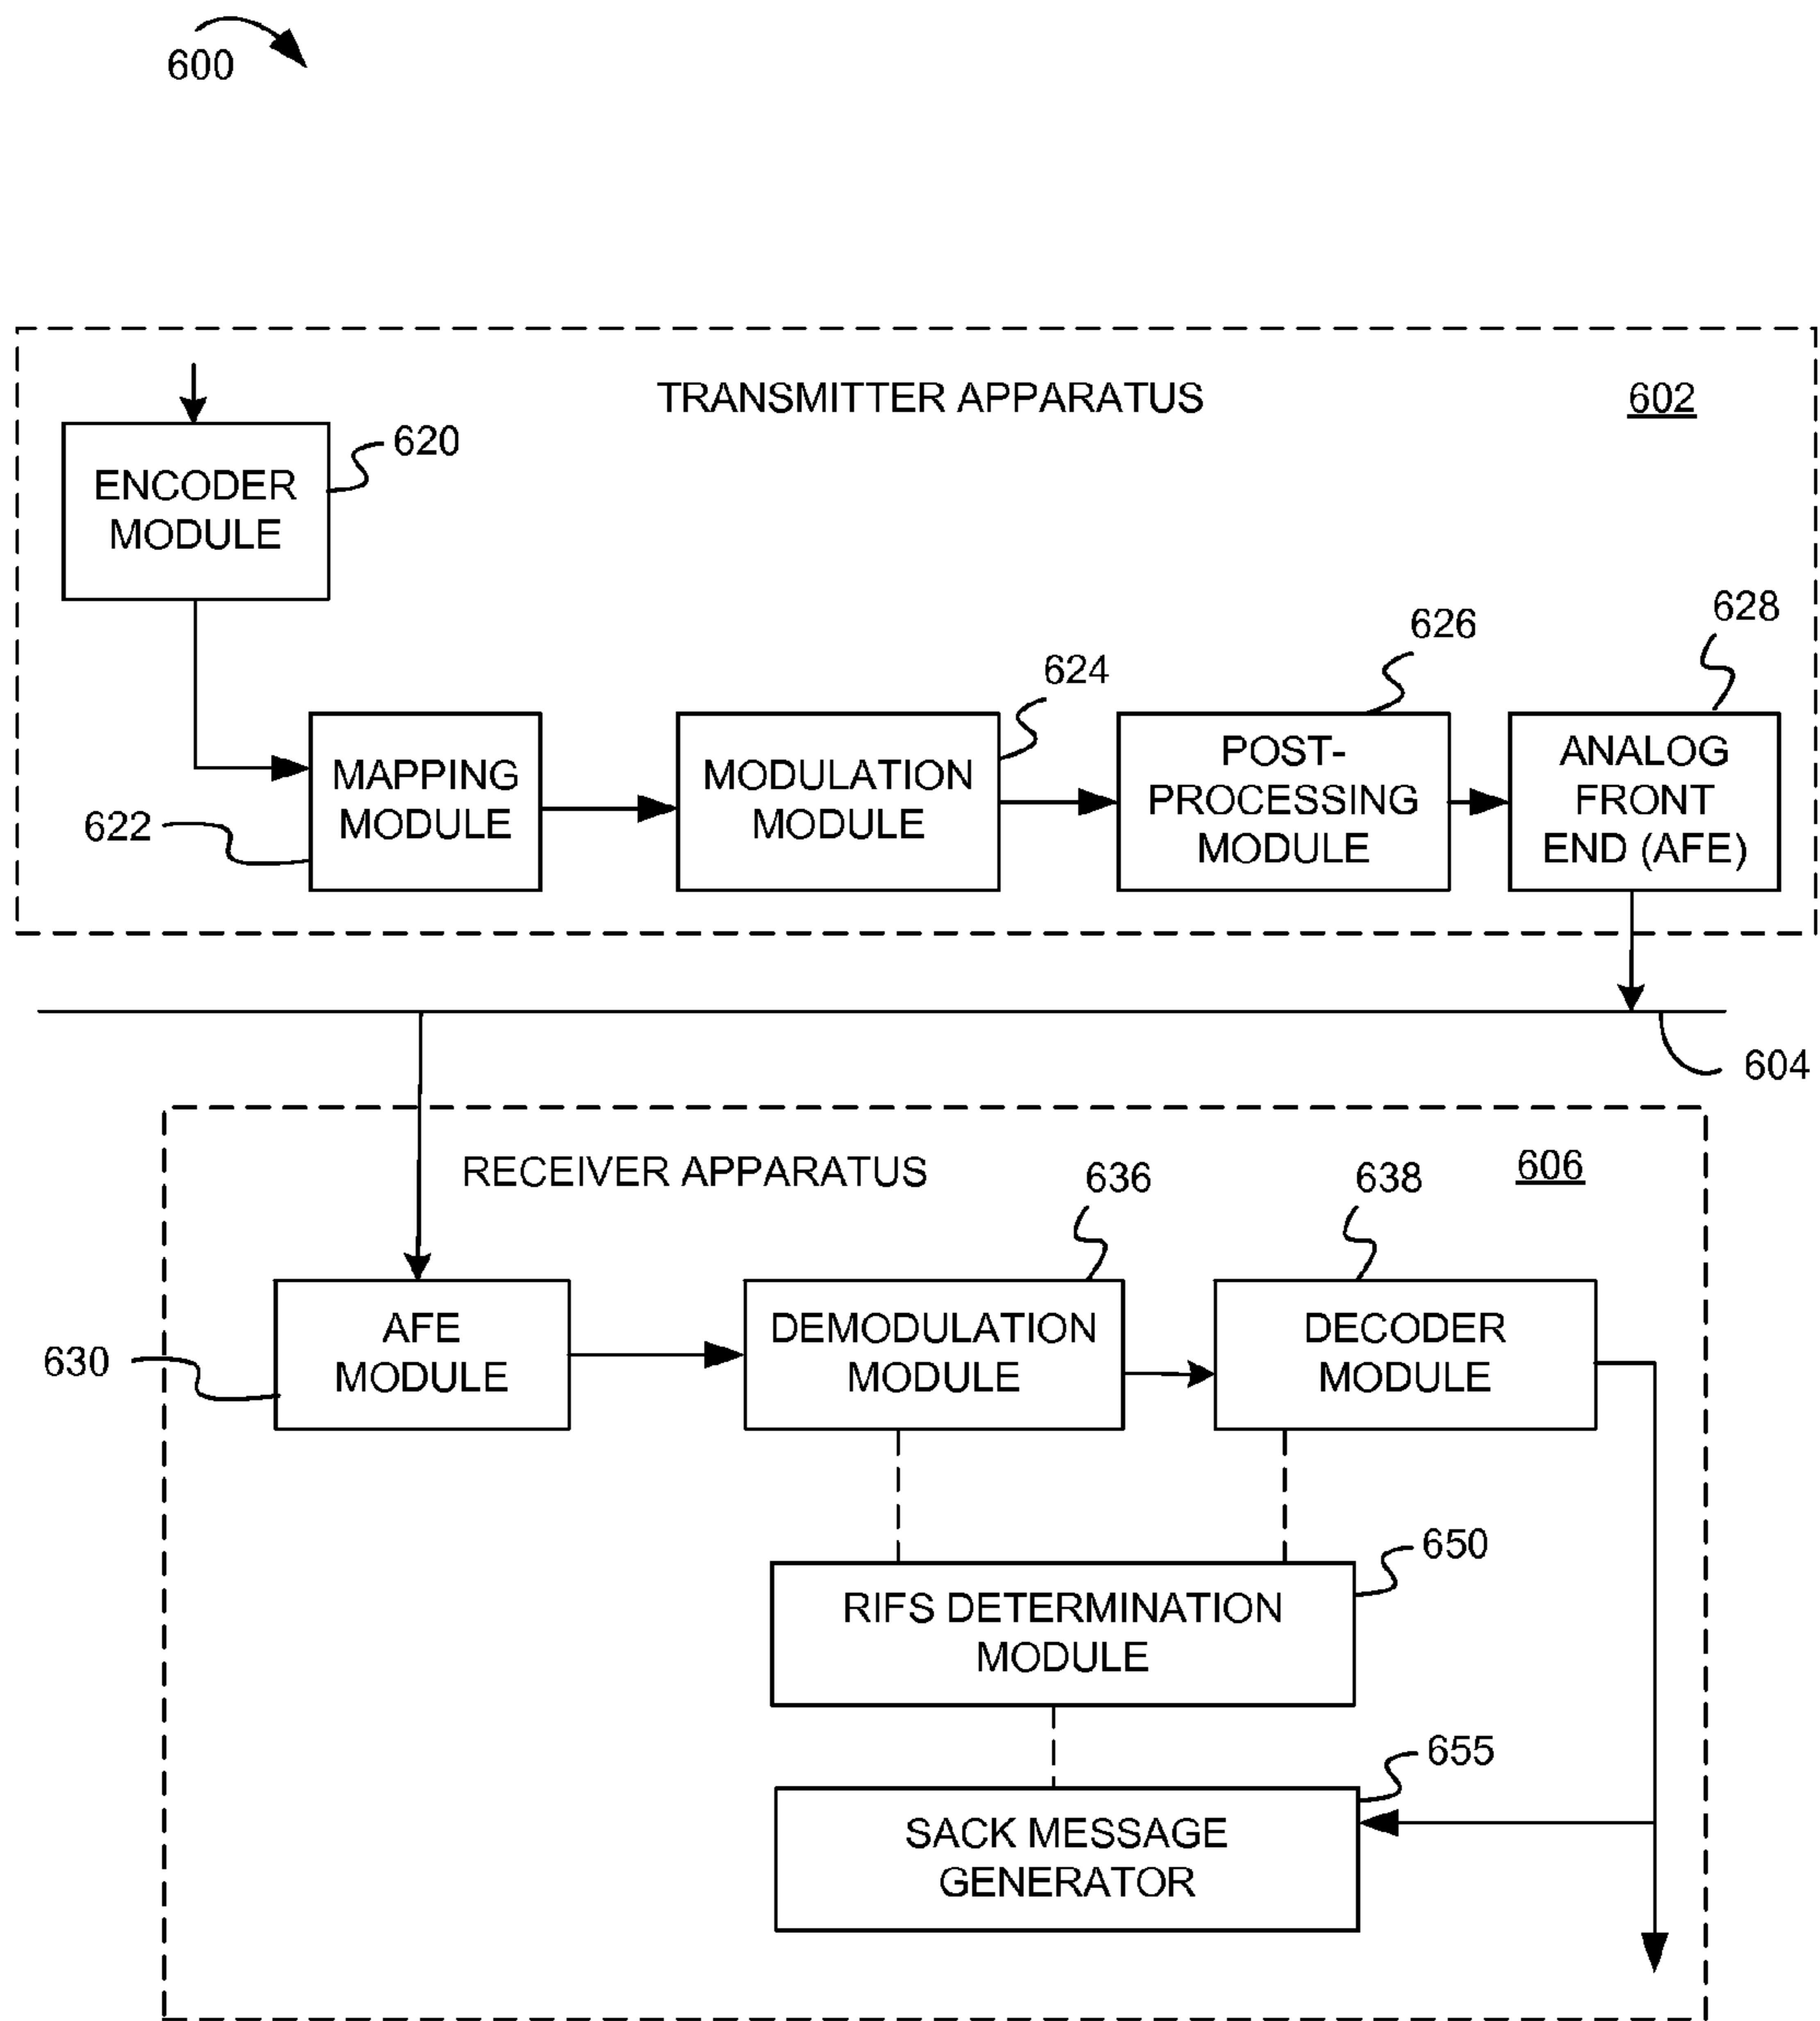 600
TRANSMITTER APPARATUS
602
620
ENCODER
MODULE
628
626
624
622
MAPPING
MODULE
MODULATION
MODULE
POST-
PROCESSING
MODULE
ANALOG
FRONT
END (AFE)
604
RECEIVER APPARATUS
636
638
606
630
AFE
MODULE
DEMODULATION
MODULE
DECODER
MODULE
650
RIFS DETERMINATION
MODULE
655
SACK MESSAGE
GENERATOR